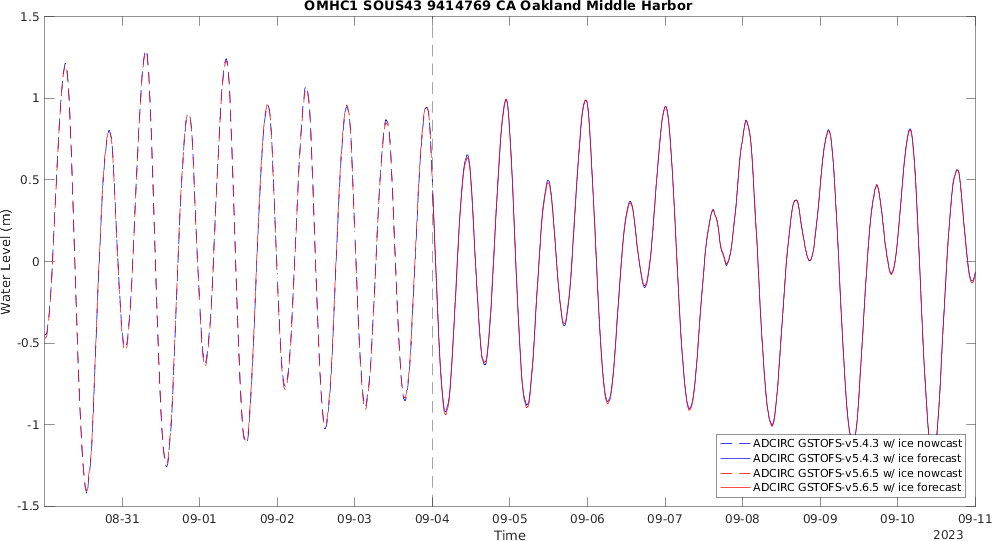 OMHC1 SOUS43 9414769 CA Oakland Middle Harbor
1.5
1
0.5
0
-0.5
-1
-1.5
Water Level (m)
ADCIRC GSTOFS-v5.4.3 w/ ice nowcast
ADCIRC GSTOFS-v5.4.3 w/ ice forecast
ADCIRC GSTOFS-v5.6.5 w/ ice nowcast
ADCIRC GSTOFS-v5.6.5 w/ ice forecast
08-31 09-01 09-02 09-03 09-04 09-05 09-06 09-07 09-08 09-09 09-10 09-11
Time
2023